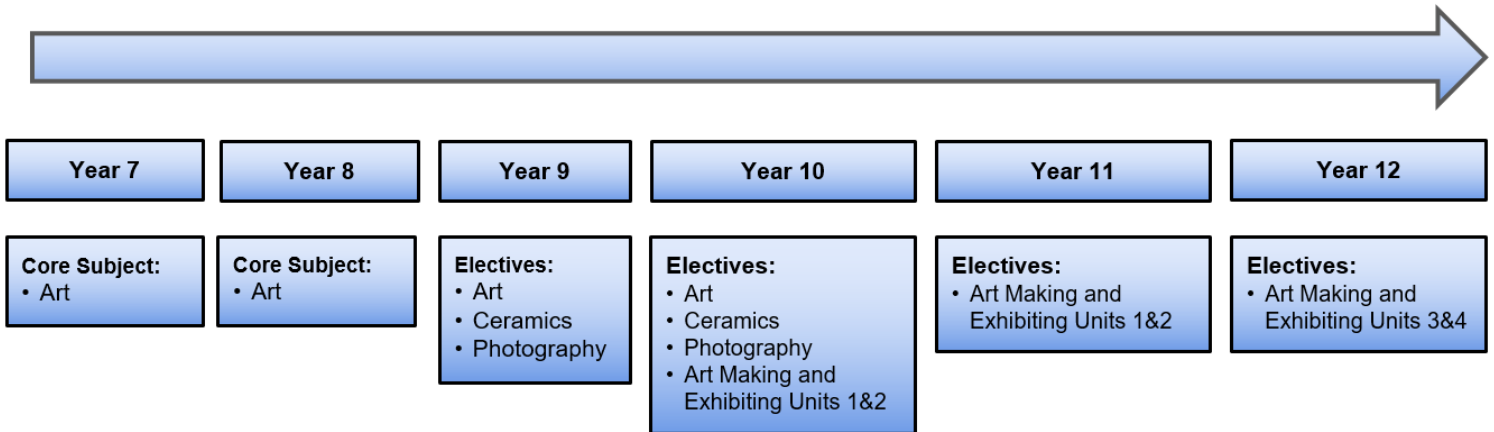 Year 7
Year 8
Year 9
Year 10
Year 11
Year 12
Core Subject:
• Art
Core Subject:
• Art
Electives:
• Art
• Ceramics
• Photography
Electives:
• Art
• Ceramics
• Photography
• Art Making and
Exhibiting Units 1&2
Electives:
• Art Making and
Exhibiting Units 1&2
Electives:
• Art Making and
Exhibiting Units 3&4